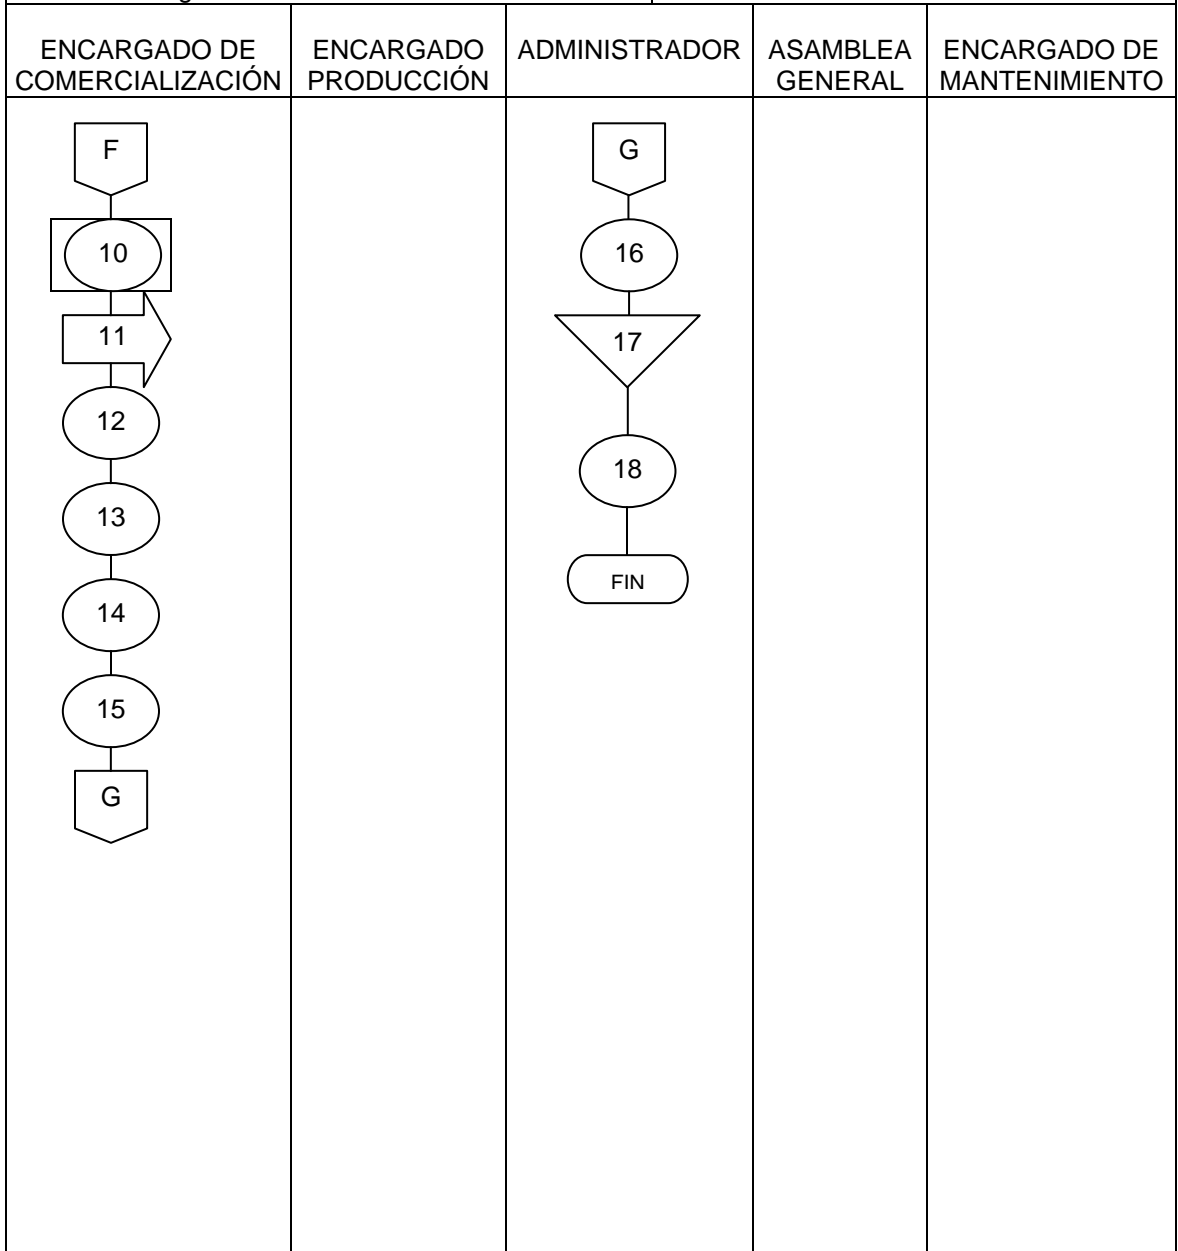 ENCARGADO DE
COMERCIALIZACIÓN
ENCARGADO
PRODUCCIÓN
ADMINISTRADOR
ASAMBLEA
GENERAL
ENCARGADO DE
MANTENIMIENTO
F
10
11
12
13
14
15
G
G
16
17
18
FIN